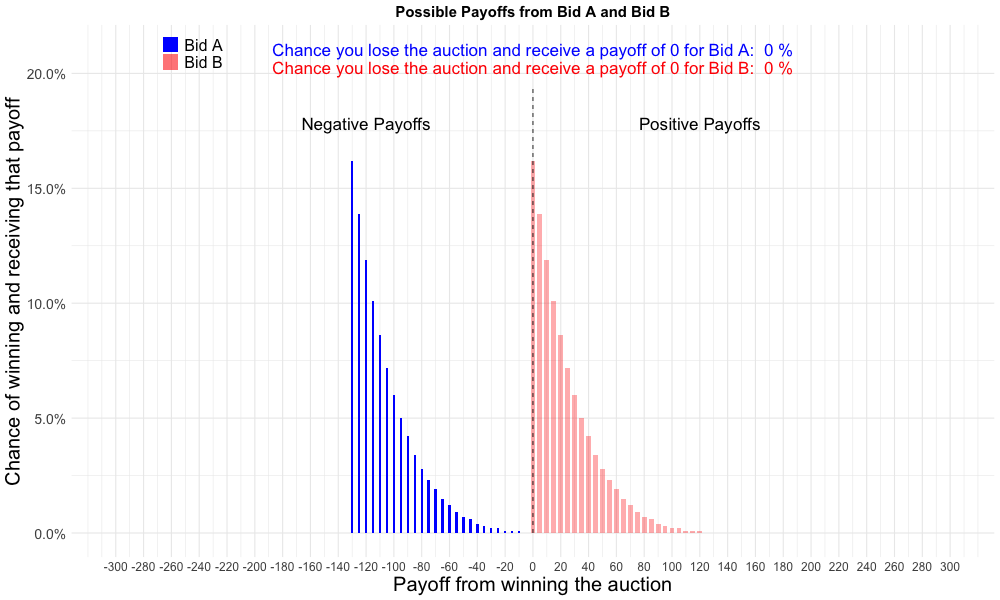 Possible Payoffs from Bid A and Bid B
Bid A
Bid B
Chance you lose the auction and receive a payoff of 0 for Bid A:  0 %
Chance you lose the auction and receive a payoff of 0 for Bid B:  0 %
Negative Payoffs
Positive Payoffs
Chance of winning and receiving that payoff
20.0%
15.0%
10.0%
5.0%
0.0%
-300 -280 -260 -240 -220 -200 -180 -160 -140 -120 -100 -80 -60 -40 -20 0 20 40 60 80 100 120 140 160 180 200 220 240 260 280 300
Payoff from winning the auction